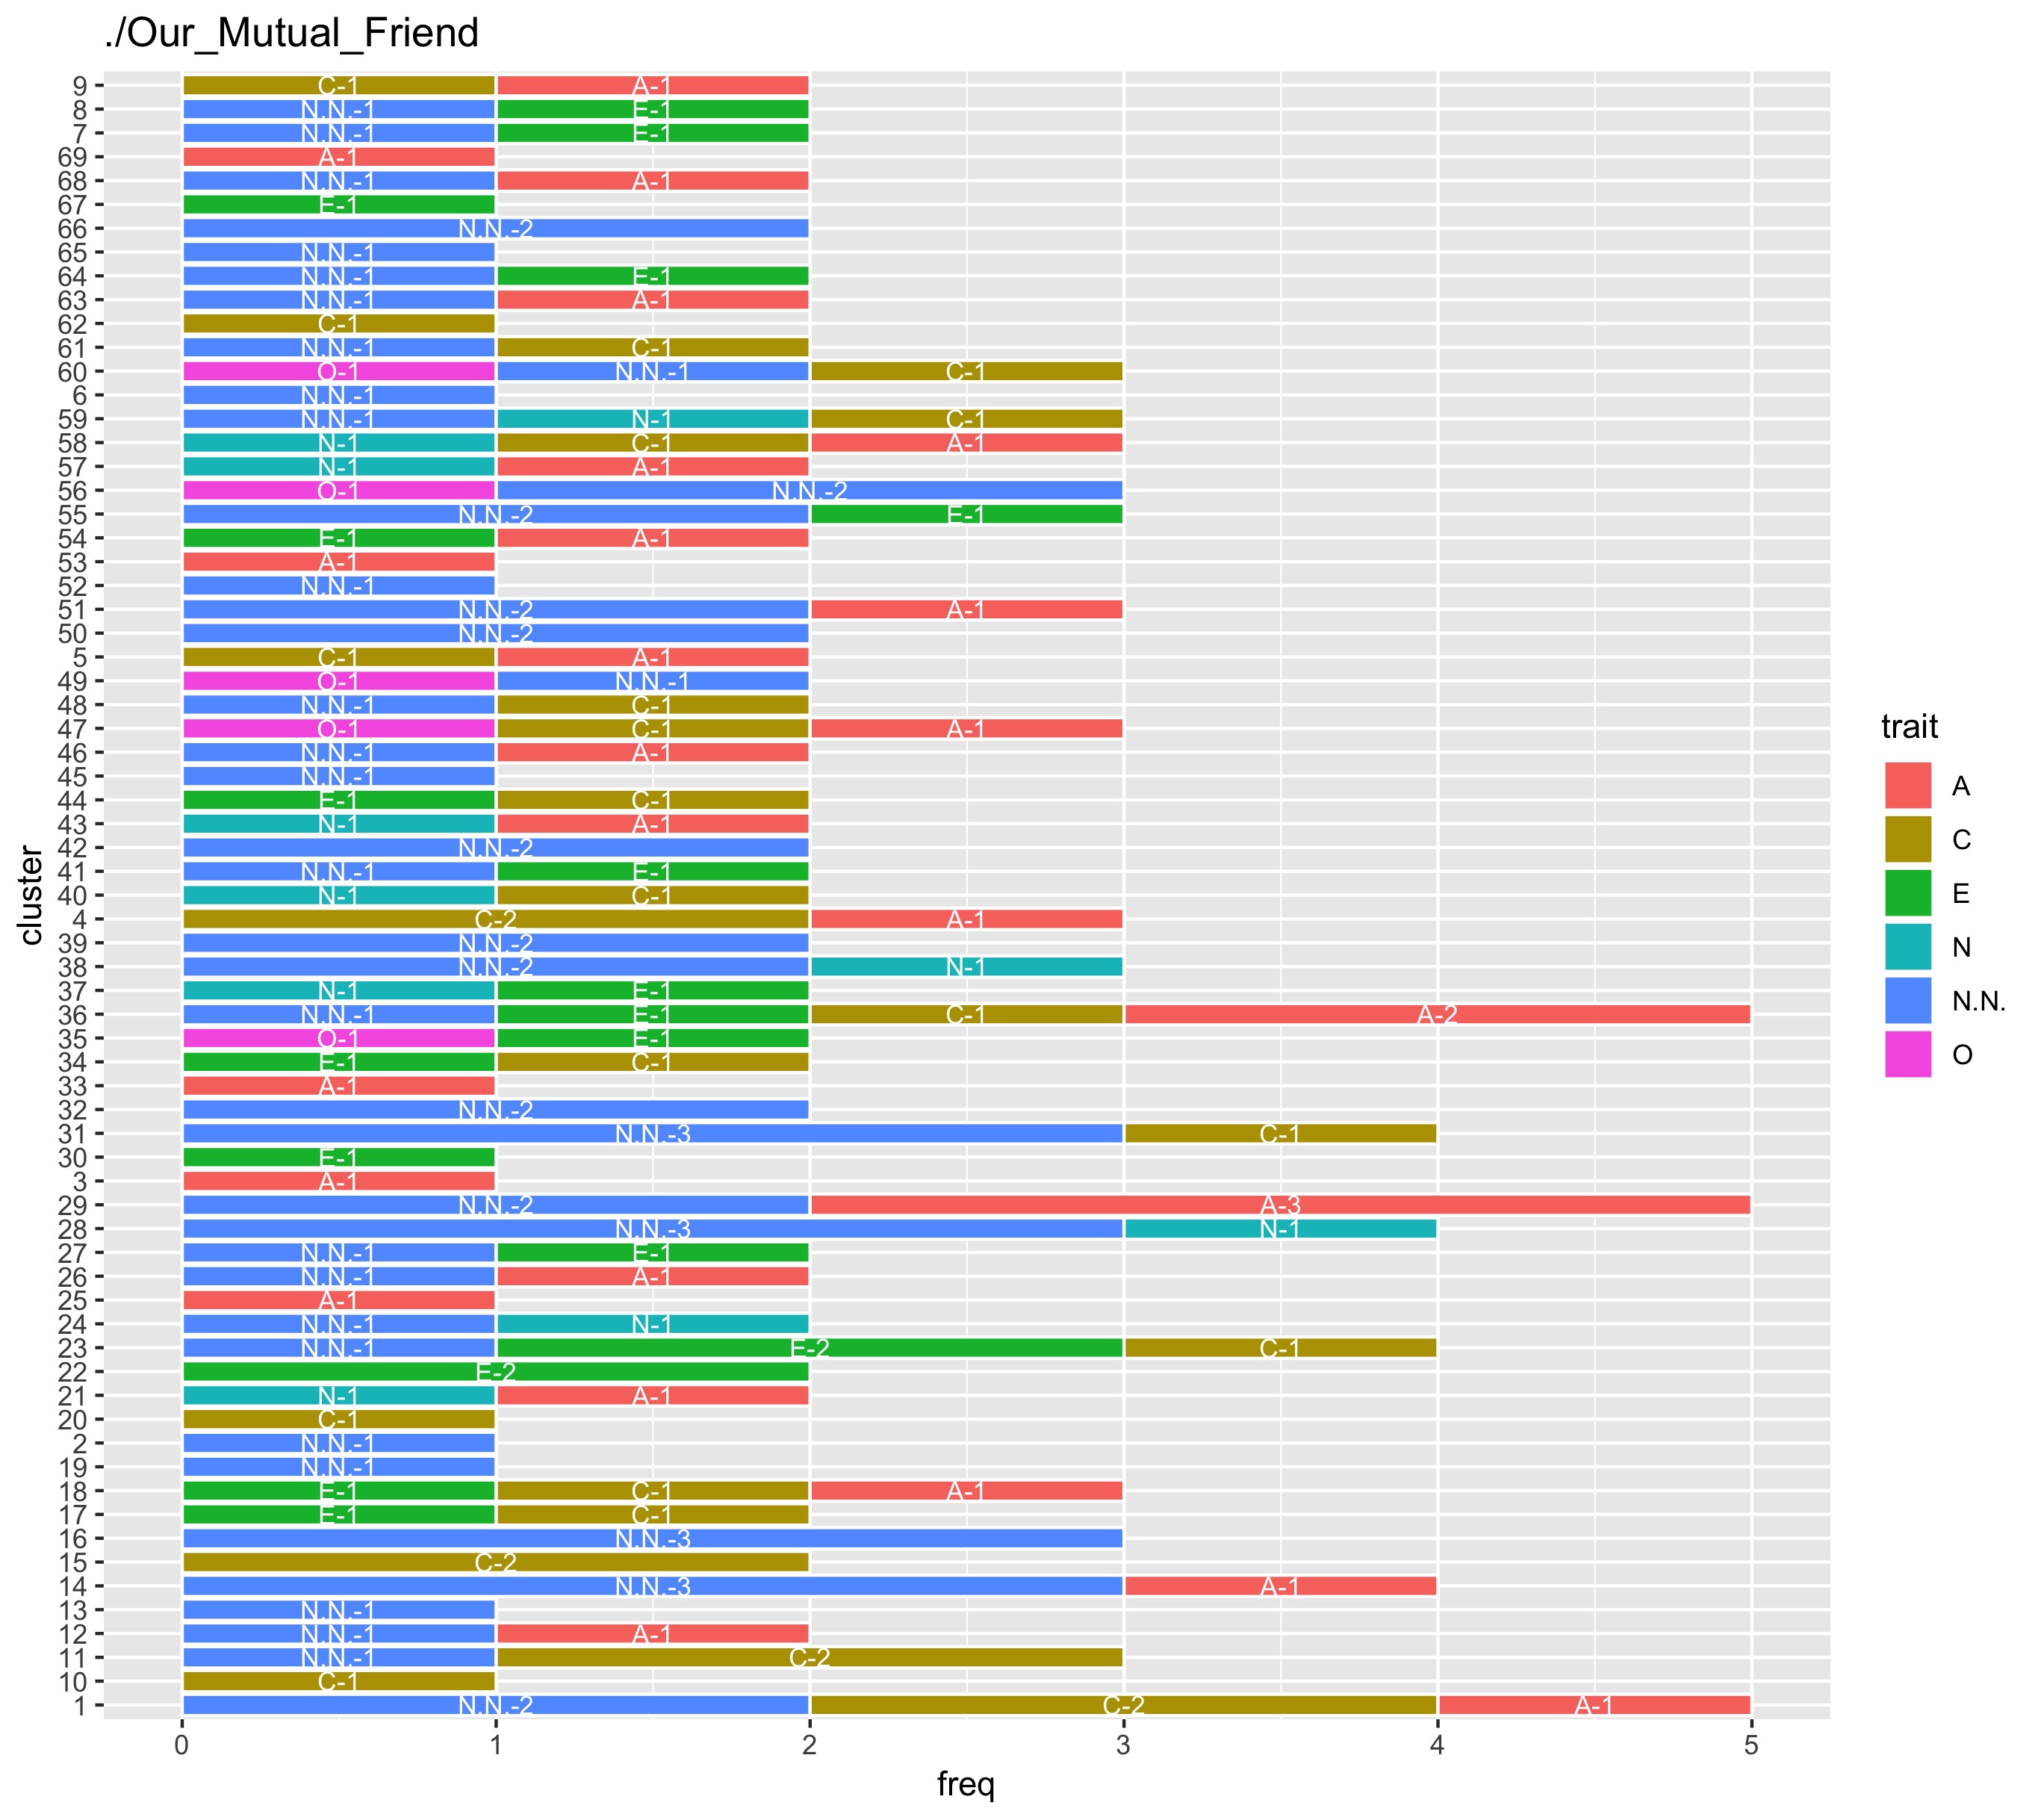 ./Our_Mutual_Friend
9 C-1 A-1
8 N.N.-1 E-1
7 N.N.-1 E-1
69 A-1
68 N.N.-1 A-1
67 E-1
66 N.N.-2
65 N.N.-1
64 N.N.-1 E-1
63 N.N.-1 A-1
62 C-1
61 N.N.-1 C-1
60 O-1 N.N.-1 C-1
6 N.N.-1
59 N.N.-1 N-1 C-1
58 N-1 C-1 A-1
57 N-1 A-1
56 O-1 N.N.-2
55 N.N.-2 E-1
54 E-1 A-1
53 A-1
52 N.N.-1
51 N.N.-2 A-1
50 N.N.-2
5 C-1 A-1
49 O-1 N.N.-1
48 N.N.-1 C-1
47 O-1 C-1 A-1
46 N.N.-1 A-1
45 N.N.-1
44 E-1 C-1
43 N-1 A-1
42 N.N.-2
41 N.N.-1 E-1
40 N-1 C-1
4 C-2 A-1
39 N.N.-2
38 N.N.-2 N-1
37 N-1 E-1
36 N.N.-1 E-1 C-1 A-2
35 O-1 E-1
34 E-1 C-1
33 A-1
32 N.N.-2
31 N.N.-3 C-1
30 E-1
3 A-1
29 N.N.-2 A-3
28 N.N.-3 N-1
27 N.N.-1 E-1
26 N.N.-1 A-1
25 A-1
24 N.N.-1 N-1
23 N.N.-1 E-2 C-1
22 E-2
21 N-1 A-1
20 C-1
2 N.N.-1
19 N.N.-1
18 E-1 C-1 A-1
17 E-1 C-1
16 N.N.-3
15 C-2
14 N.N.-3 A-1
13 N.N.-1
12 N.N.-1 A-1
11 N.N.-1 C-2
10 C-1
1 N.N.-2 C-2 A-1
0 1 2 3 4 5
freq
cluster
trait
A
C
E
N
N.N.
O